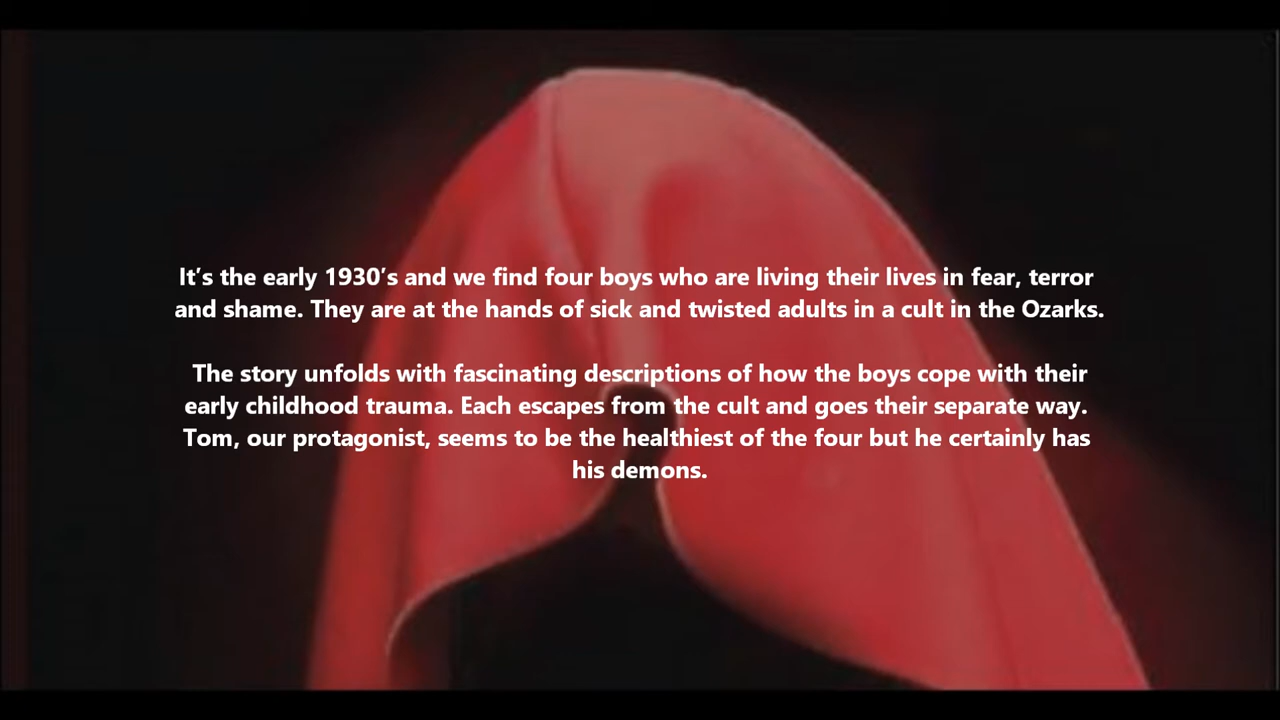 It’s the early 1930’s and we find four boys who are living their lives in fear, terror
and shame. They are at the hands of sick and twisted adults in a cult in the Ozarks.
The story unfolds with fascinating descriptions of how the boys cope with their
early childhood trauma. Each escapes from the cult and goes their separate way.
Tom, our protagonist, seems to be the healthiest of the four but he certainly has
his demons.